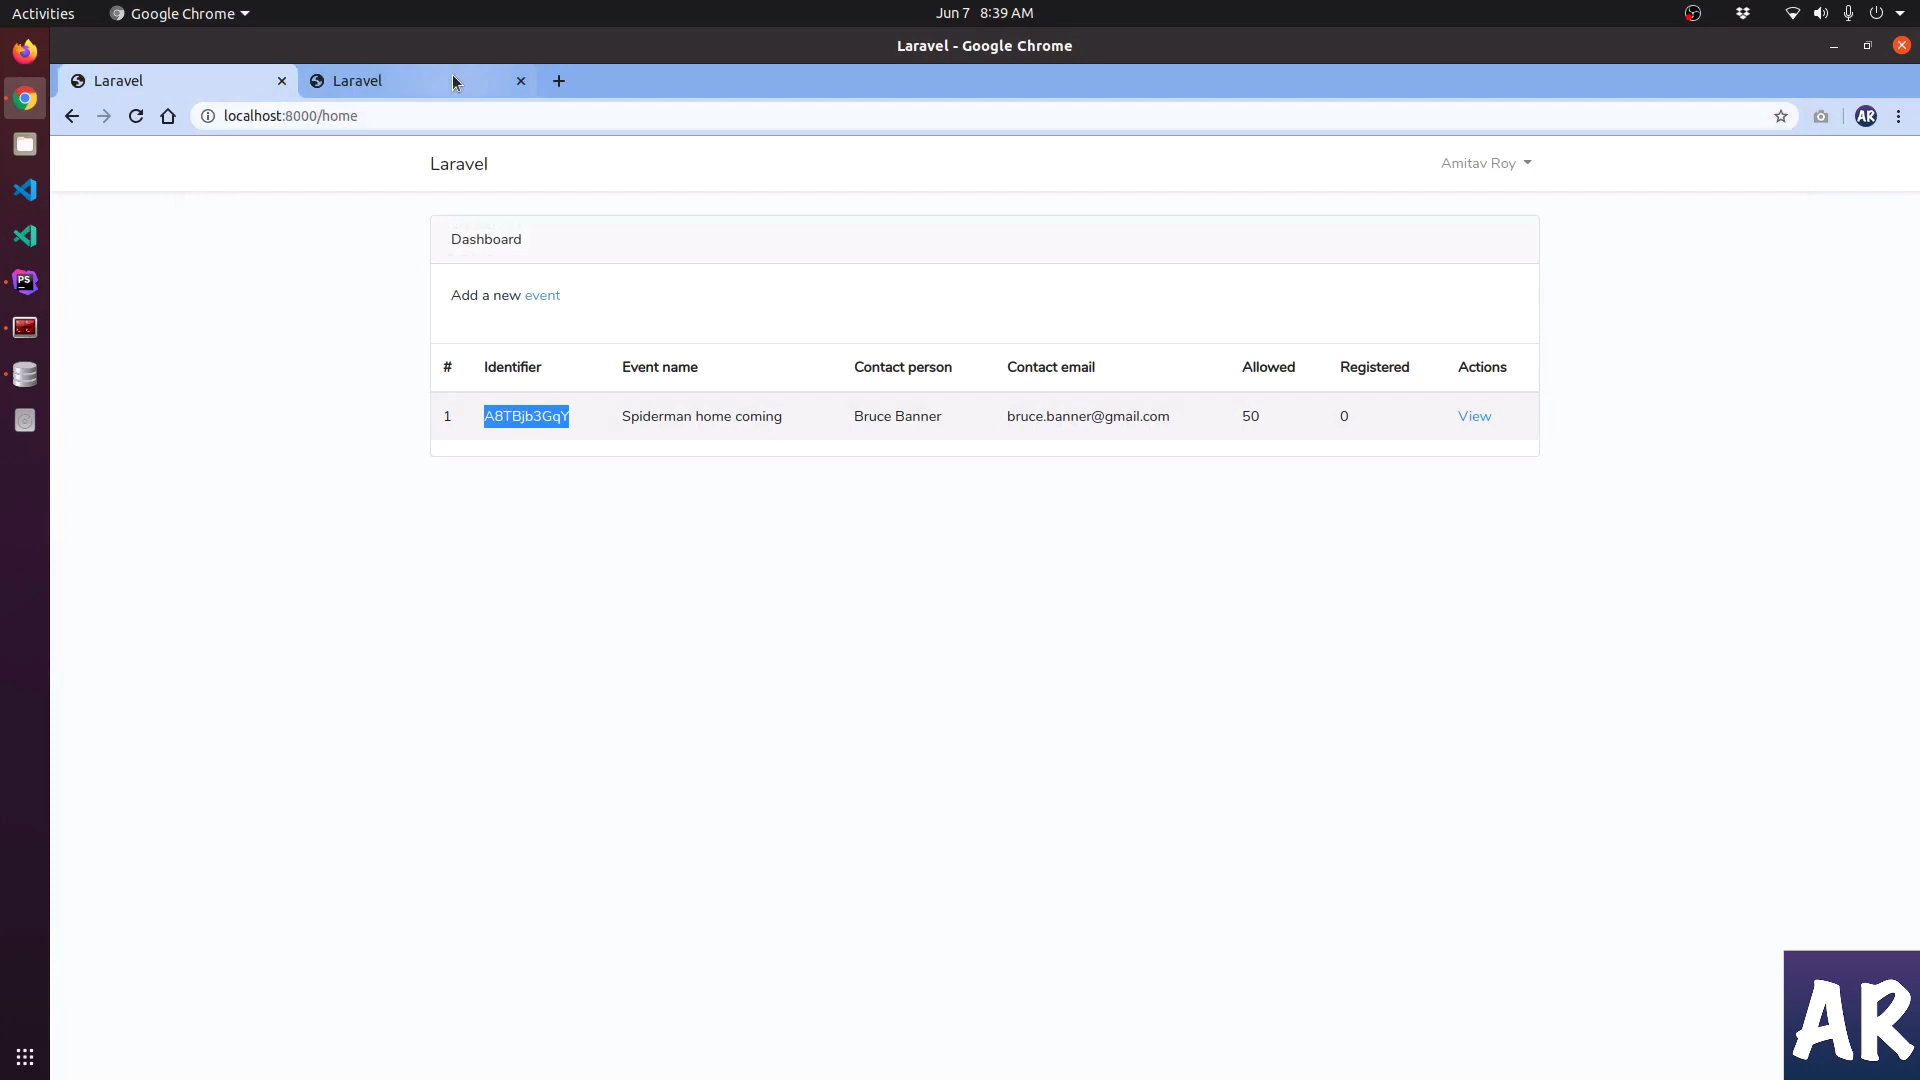 Activities Google Chrome Jun 7 8:39 AM
Laravel - Google Chrome
Laravel Laravel
localhost:8000/home AR
Laravel Amitav Roy
Dashboard
Add a new event
# Identifier Event name Contact person Contact email Allowed Registered Actions
1 A8TBjb3GqY Spiderman home coming Bruce Banner bruce.banner@gmail.com 50 0 View
PS
AR